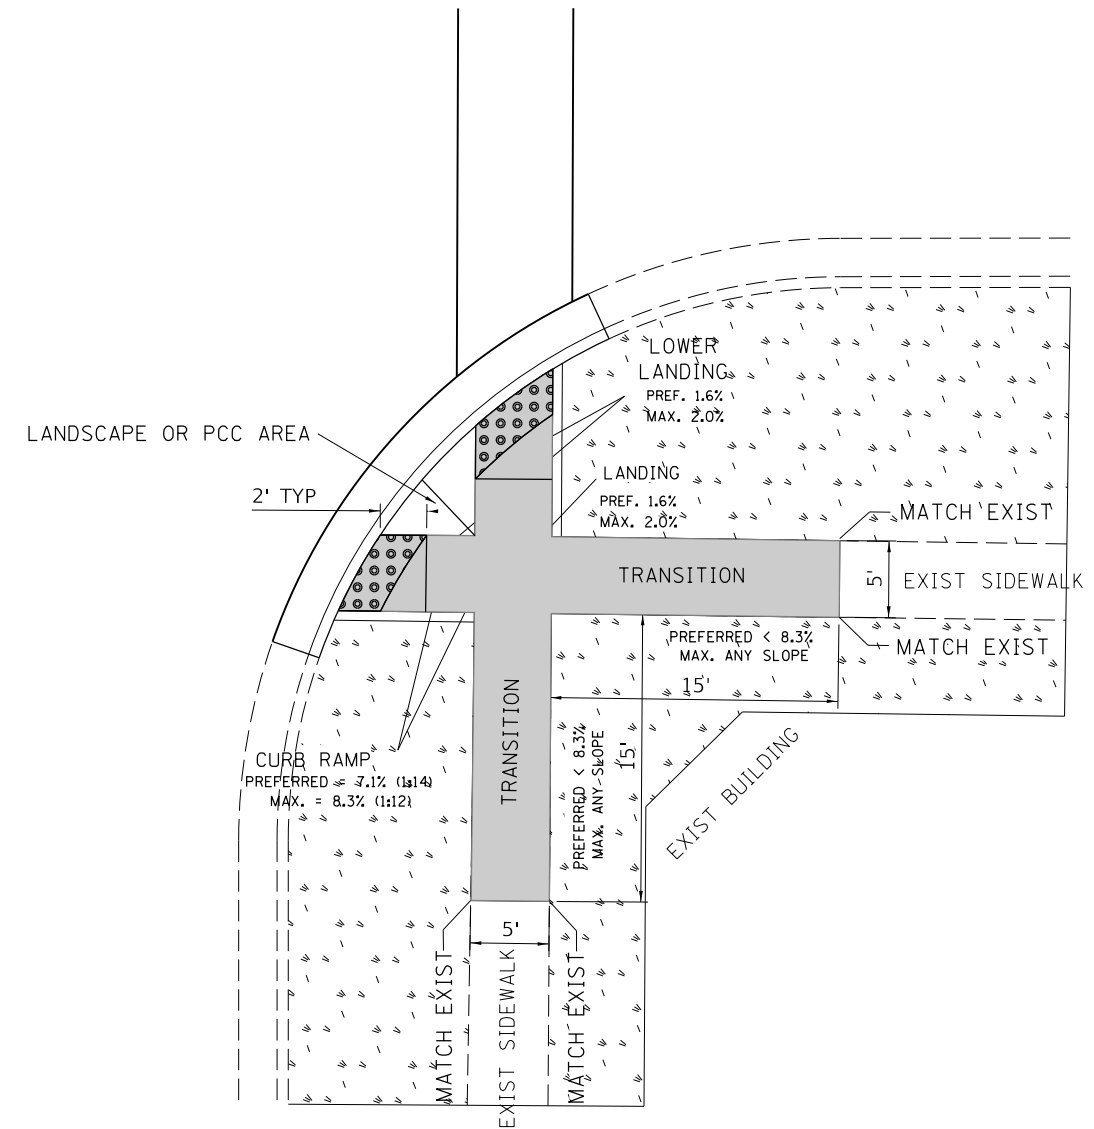 LOWER
LANDING
PREF. 1.6%
MAX. 2.0%
LANDSCAPE OR PCC AREA
LANDING
PREF. 1.6%
MAX. 2.0%
2' TYP
MATCH EXIST
TRANSITION
5'
EXIST SIDEWALK
PREFERRED < 8.3%
MAX. ANY SLOPE
MATCH EXIST
15'
TRANSITION
PREFERRED < 8.3%
MAX. ANY SLOPE
15'
EXIST BUILDING
CURB RAMP
PREFERRED = 7.1% (1:14)
MAX. = 8.3% (1:12)
5'
MATCH EXIST
EXIST SIDEWALK
MATCH EXIST